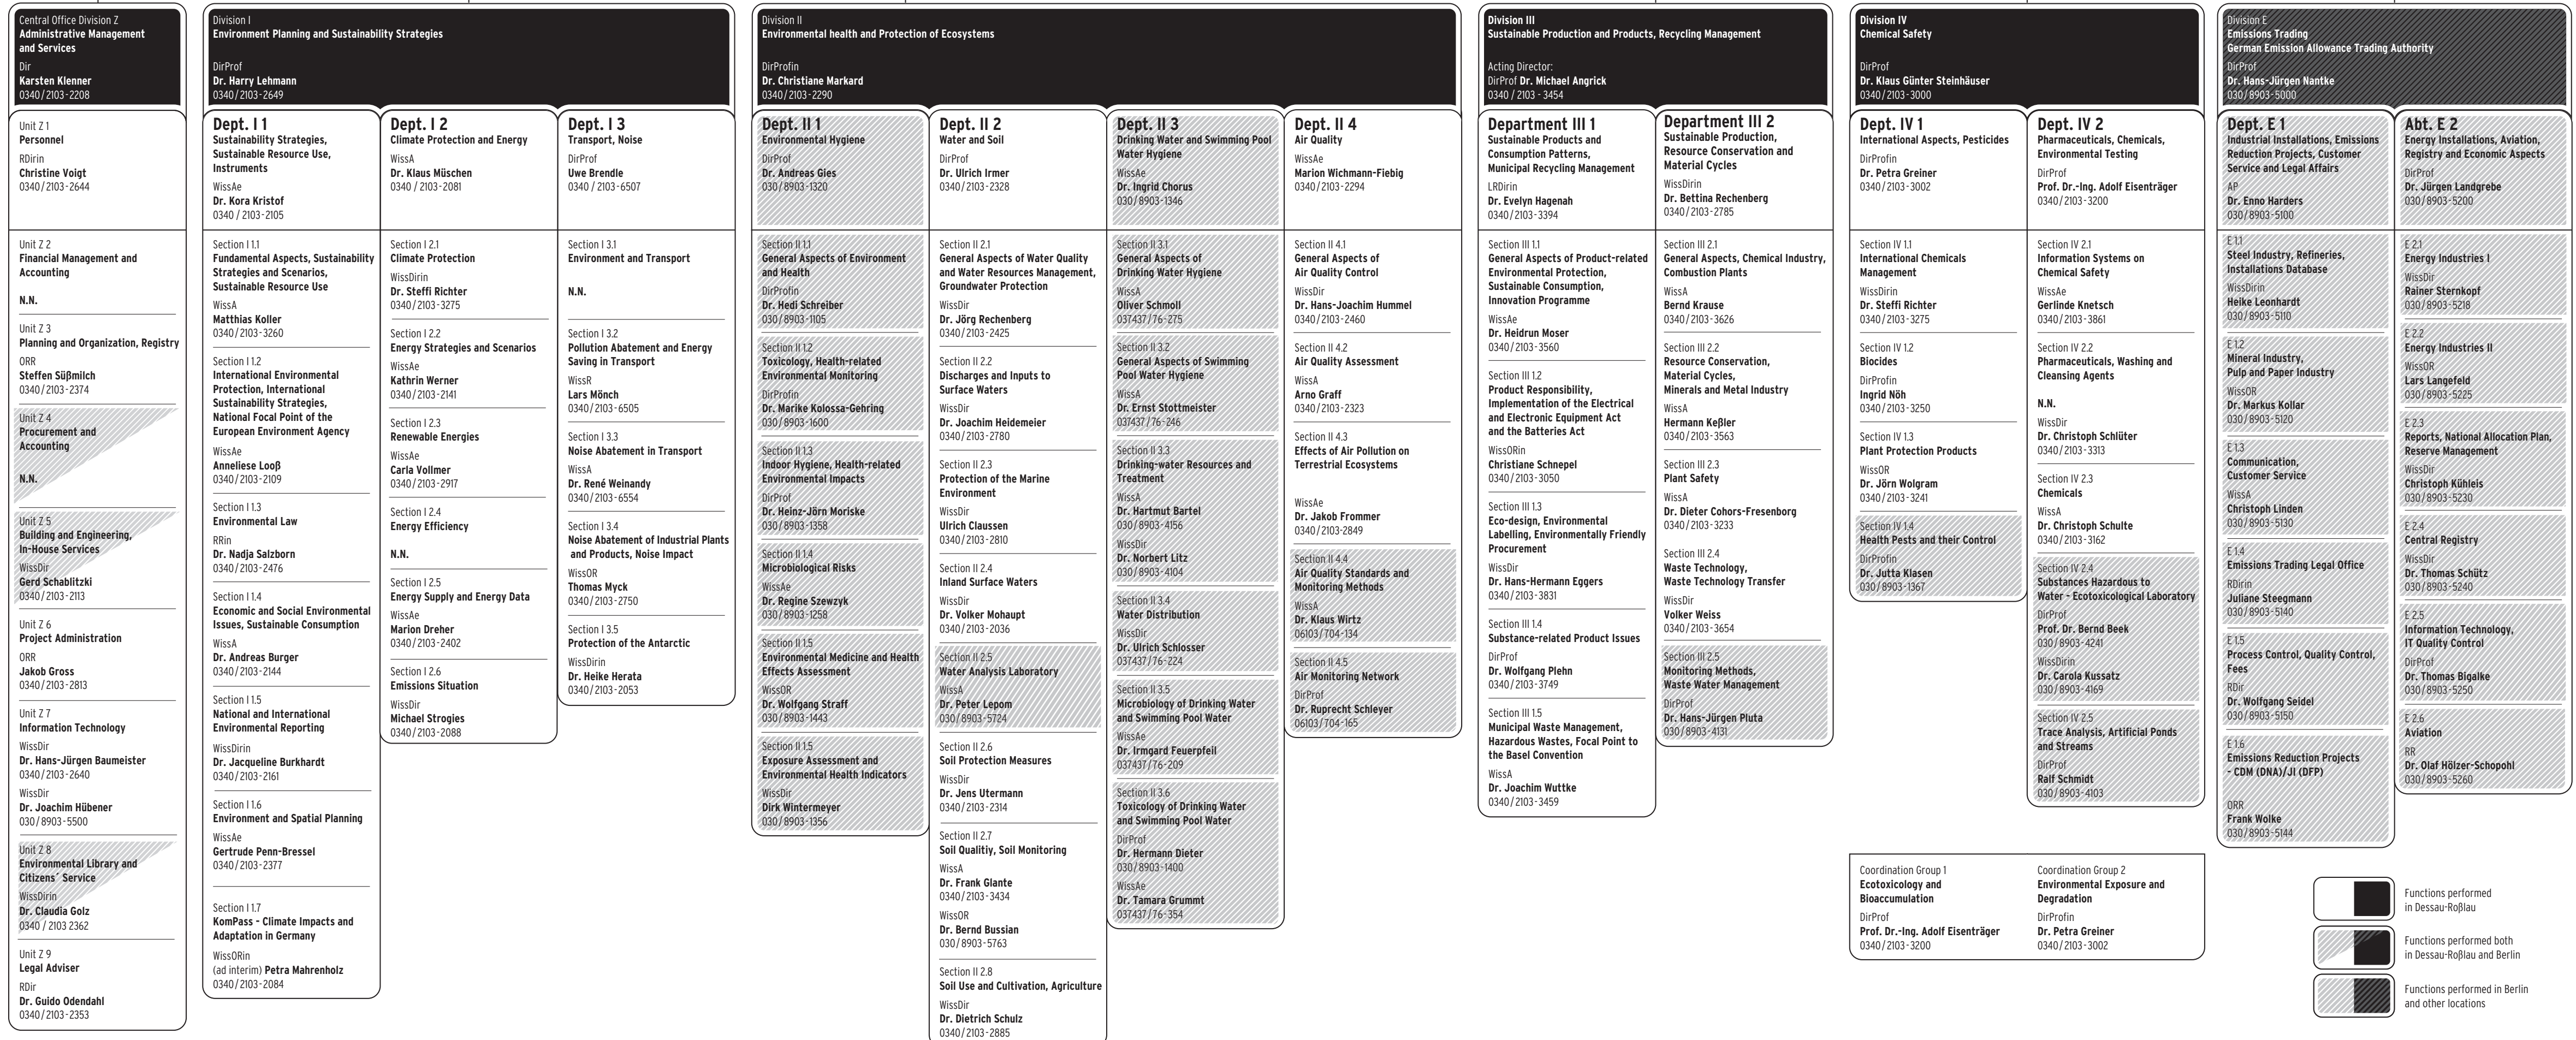 Central Office Division Z
Administrative Management
and Services
Dir
Karsten Klenner
0340/2103-2208
Unit Z 1
Personnel
RDirin
Christine Voigt
0340/2103-2644
Unit Z 2
Financial Management and
Accounting
N.N.
Unit Z 3
Planning and Organization, Registry
ORR
Steffen Süßmilch
0340/2103-2374
Unit Z 4
Procurement and
Accounting
N.N.
Unit Z 5
Building and Engineering,
In-House Services
WissDir
Gerd Schablitzki
0340/2103-2113
Unit Z 6
Project Administration
ORR
Jakob Gross
0340/2103-2813
Unit Z 7
Information Technology
WissDir
Dr. Hans-Jürgen Baumeister
0340/2103-2640
WissDir
Dr. Joachim Hübener
030/8903-5500
Unit Z 8
Environmental Library and
Citizens´ Service
WissDirin
Dr. Claudia Golz
0340 / 2103 2362
Unit Z 9
Legal Adviser
RDir
Dr. Guido Odendahl
0340/2103-2353
Division I
Environment Planning and Sustainability Strategies
DirProf
Dr. Harry Lehmann
0340/2103-2649
Dept. I 1
Sustainability Strategies,
Sustainable Resource Use,
Instruments
WissAe
Dr. Kora Kristof
0340 / 2103-2105
Section I 1.1
Fundamental Aspects, Sustainability
Strategies and Scenarios,
Sustainable Resource Use
WissA
Matthias Koller
0340/2103-3260
Section I 1.2
International Environmental
Protection, International
Sustainability Strategies,
National Focal Point of the
European Environment Agency
WissAe
Anneliese Looß
0340/2103-2109
Section I 1.3
Environmental Law
RRin
Dr. Nadja Salzborn
0340/2103-2476
Section I 1.4
Economic and Social Environmental
Issues, Sustainable Consumption
WissA
Dr. Andreas Burger
0340/2103-2144
Section I 1.5
National and International
Environmental Reporting
WissDirin
Dr. Jacqueline Burkhardt
0340/2103-2161
Section I 1.6
Environment and Spatial Planning
WissAe
Gertrude Penn-Bressel
0340/2103-2377
Section I 1.7
KomPass - Climate Impacts and
Adaptation in Germany
WissORin
(ad interim) Petra Mahrenholz
0340/2103-2084
Dept. I 2
Climate Protection and Energy
WissA
Dr. Klaus Müschen
0340 / 2103-2081
Section I 2.1
Climate Protection
WissDirin
Dr. Steffi Richter
0340/2103-3275
Section I 2.2
Energy Strategies and Scenarios
WissAe
Kathrin Werner
0340/2103-2141
Section I 2.3
Renewable Energies
WissAe
Carla Vollmer
0340/2103-2917
Section I 2.4
Energy Efficiency
N.N.
Section I 2.5
Energy Supply and Energy Data
WissAe
Marion Dreher
0340/2103-2402
Section I 2.6
Emissions Situation
WissDir
Michael Strogies
0340/2103-2088
Dept. I 3
Transport, Noise
DirProf
Uwe Brendle
0340/2103 - 6507
Section I 3.1
Environment and Transport
N.N.
Section I 3.2
Pollution Abatement and Energy
Saving in Transport
WissR
Lars Mönch
0340/2103-6505
Section I 3.3
Noise Abatement in Transport
WissA
Dr. René Weinandy
0340/2103-6554
Section I 3.4
Noise Abatement of Industrial Plants
and Products, Noise Impact
WissOR
Thomas Myck
0340/2103-2750
Section I 3.5
Protection of the Antarctic
WissDirin
Dr. Heike Herata
0340/2103-2053
Division II
Environmental health and Protection of Ecosystems
DirProfin
Dr. Christiane Markard
0340/2103-2290
Dept. II 1
Environmental Hygiene
DirProf
Dr. Andreas Gies
030/8903-1320
Section II 1.1
General Aspects of Environment
and Health
DirProfin
Dr. Hedi Schreiber
030/8903-1105
Section II 1.2
Toxicology, Health-related
Environmental Monitoring
DirProfin
Dr. Marike Kolossa-Gehring
030/8903-1600
Section II 1.3
Indoor Hygiene, Health-related
Environmental Impacts
DirProf
Dr. Heinz-Jörn Moriske
030/8903-1358
Section II 1.4
Microbiological Risks
WissAe
Dr. Regine Szewzyk
030/8903-1258
Section II 1.5
Environmental Medicine and Health
Effects Assessment
WissOR
Dr. Wolfgang Straff
030/8903-1443
Section II 1.5
Exposure Assessment and
Environmental Health Indicators
WissDir
Dirk Wintermeyer
030/8903-1356
Dept. II 2
Water and Soil
DirProf
Dr. Ulrich Irmer
0340/2103-2328
Section II 2.1
General Aspects of Water Quality
and Water Resources Management,
Groundwater Protection
WissDir
Dr. Jörg Rechenberg
0340/2103-2425
Section II 2.2
Discharges and Inputs to
Surface Waters
WissDir
Dr. Joachim Heidemeier
0340/2103-2780
Section II 2.3
Protection of the Marine
Environment
WissDir
Ulrich Claussen
0340/2103-2810
Section II 2.4
Inland Surface Waters
WissDir
Dr. Volker Mohaupt
0340/2103-2036
Section II 2.5
Water Analysis Laboratory
WissA
Dr. Peter Lepom
030/8903-5724
Section II 2.6
Soil Protection Measures
WissDir
Dr. Jens Utermann
0340/2103-2314
Section II 2.7
Soil Qualitiy, Soil Monitoring
WissA
Dr. Frank Glante
0340/2103-3434
WissOR
Dr. Bernd Bussian
030/8903-5763
Section II 2.8
Soil Use and Cultivation, Agriculture
WissDir
Dr. Dietrich Schulz
0340/2103-2885
Dept. II 3
Drinking Water and Swimming Pool
Water Hygiene
WissAe
Dr. Ingrid Chorus
030/8903-1346
Section II 3.1
General Aspects of
Drinking Water Hygiene
WissA
Oliver Schmoll
037437/76-275
Section II 3.2
General Aspects of Swimming
Pool Water Hygiene
WissA
Dr. Ernst Stottmeister
037437/76-246
Section II 3.3
Drinking-water Resources and
Treatment
WissA
Dr. Hartmut Bartel
030/8903-4156
WissDir
Dr. Norbert Litz
030/8903-4104
Section II 3.4
Water Distribution
WissDir
Dr. Ulrich Schlosser
037437/76-224
Section II 3.5
Microbiology of Drinking Water
and Swimming Pool Water
WissAe
Dr. Irmgard Feuerpfeil
037437/76-209
Section II 3.6
Toxicology of Drinking Water
and Swimming Pool Water
DirProf
Dr. Hermann Dieter
030/8903-1400
WissAe
Dr. Tamara Grummt
037437/76-354
Dept. II 4
Air Quality
WissAe
Marion Wichmann-Fiebig
0340/2103-2294
Section II 4.1
General Aspects of
Air Quality Control
WissDir
Dr. Hans-Joachim Hummel
0340/2103-2460
Section II 4.2
Air Quality Assessment
WissA
Arno Graff
0340/2103-2323
Section II 4.3
Effects of Air Pollution on
Terrestrial Ecosystems
WissAe
Dr. Jakob Frommer
0340/2103-2849
Section II 4.4
Air Quality Standards and
Monitoring Methods
WissA
Dr. Klaus Wirtz
06103/704-134
Section II 4.5
Air Monitoring Network
DirProf
Dr. Ruprecht Schleyer
06103/704-165
Division III
Sustainable Production and Products, Recycling Management
Acting Director:
DirProf Dr. Michael Angrick
0340 / 2103 - 3454
Department III 1
Sustainable Products and
Consumption Patterns,
Municipal Recycling Management
LRDirin
Dr. Evelyn Hagenah
0340/2103-3394
Section III 1.1
General Aspects of Product-related
Environmental Protection,
Sustainable Consumption,
Innovation Programme
WissAe
Dr. Heidrun Moser
0340/2103-3560
Section III 1.2
Product Responsibility,
Implementation of the Electrical
and Electronic Equipment Act
and the Batteries Act
WissORin
Christiane Schnepel
0340/2103-3050
Section III 1.3
Eco-design, Environmental
Labelling, Environmentally Friendly
Procurement
WissDir
Dr. Hans-Hermann Eggers
0340/2103-3831
Section III 1.4
Substance-related Product Issues
DirProf
Dr. Wolfgang Plehn
0340/2103-3749
Section III 1.5
Municipal Waste Management,
Hazardous Wastes, Focal Point to
the Basel Convention
WissA
Dr. Joachim Wuttke
0340/2103-3459
Department III 2
Sustainable Production,
Resource Conservation and
Material Cycles
WissDirin
Dr. Bettina Rechenberg
0340/2103-2785
Section III 2.1
General Aspects, Chemical Industry,
Combustion Plants
WissA
Bernd Krause
0340/2103-3626
Section III 2.2
Resource Conservation,
Material Cycles,
Minerals and Metal Industry
WissA
Hermann Keßler
0340/2103-3563
Section III 2.3
Plant Safety
WissA
Dr. Dieter Cohors-Fresenborg
0340/2103-3233
Section III 2.4
Waste Technology,
Waste Technology Transfer
WissDir
Volker Weiss
0340/2103-3654
Section III 2.5
Monitoring Methods,
Waste Water Management
DirProf
Dr. Hans-Jürgen Pluta
030/8903-4131
Division IV
Chemical Safety
DirProf
Dr. Klaus Günter Steinhäuser
0340/2103-3000
Dept. IV 1
International Aspects, Pesticides
DirProfin
Dr. Petra Greiner
0340/2103-3002
Section IV 1.1
International Chemicals
Management
WissDirin
Dr. Steffi Richter
0340/2103-3275
Section IV 1.2
Biocides
DirProfin
Ingrid Nöh
0340/2103-3250
Section IV 1.3
Plant Protection Products
WissOR
Dr. Jörn Wolgram
0340/2103-3241
Section IV 1.4
Health Pests and their Control
DirProfin
Dr. Jutta Klasen
030/8903-1367
Dept. IV 2
Pharmaceuticals, Chemicals,
Environmental Testing
DirProf
Prof. Dr.-Ing. Adolf Eisenträger
0340/2103-3200
Section IV 2.1
Information Systems on
Chemical Safety
WissAe
Gerlinde Knetsch
0340/2103-3861
Section IV 2.2
Pharmaceuticals, Washing and
Cleansing Agents
N.N.
WissDir
Dr. Christoph Schlüter
0340/2103-3313
Section IV 2.3
Chemicals
WissA
Dr. Christoph Schulte
0340/2103-3162
Section IV 2.4
Substances Hazardous to
Water - Ecotoxicological Laboratory
DirProf
Prof. Dr. Bernd Beek
030/8903-4241
WissDirin
Dr. Carola Kussatz
030/8903-4169
Section IV 2.5
Trace Analysis, Artificial Ponds
and Streams
DirProf
Ralf Schmidt
030/8903-4103
Coordination Group 1
Ecotoxicology and
Bioaccumulation
DirProf
Prof. Dr.-Ing. Adolf Eisenträger
0340/2103-3200
Coordination Group 2
Environmental Exposure and
Degradation
DirProfin
Dr. Petra Greiner
0340/2103-3002
Division E
Emissions Trading
German Emission Allowance Trading Authority
DirProf
Dr. Hans-Jürgen Nantke
030/8903-5000
Dept. E 1
Industrial Installations, Emissions
Reduction Projects, Customer
Service and Legal Affairs
AP
Dr. Enno Harders
030/8903-5100
E 1.1
Steel Industry, Refineries,
Installations Database
WissDirin
Heike Leonhardt
030/8903-5110
E 1.2
Mineral Industry,
Pulp and Paper Industry
WissOR
Dr. Markus Kollar
030/8903-5120
E 1.3
Communication,
Customer Service
WissA
Christoph Linden
030/8903-5130
E 1.4
Emissions Trading Legal Office
RDirin
Juliane Steegmann
030/8903-5140
E 1.5
Process Control, Quality Control,
Fees
RDir
Dr. Wolfgang Seidel
030/8903-5150
E 1.6
Emissions Reduction Projects
- CDM (DNA)/JI (DFP)
ORR
Frank Wolke
030/8903-5144
Abt. E 2
Energy Installations, Aviation,
Registry and Economic Aspects
DirProf
Dr. Jürgen Landgrebe
030/8903-5200
E 2.1
Energy Industries I
WissDir
Rainer Sternkopf
030/8903-5218
E 2.2
Energy Industries II
WissOR
Lars Langefeld
030/8903-5225
E 2.3
Reports, National Allocation Plan,
Reserve Management
WissDir
Christoph Kühleis
030/8903-5230
E 2.4
Central Registry
WissDir
Dr. Thomas Schütz
030/8903-5240
E 2.5
Information Technology,
IT Quality Control
DirProf
Dr. Thomas Bigalke
030/8903-5250
E 2.6
Aviation
RR
Dr. Olaf Hölzer-Schopohl
030/8903-5260
Functions performed
in Dessau-Roßlau
Functions performed both
in Dessau-Roßlau and Berlin
Functions performed in Berlin
and other locations